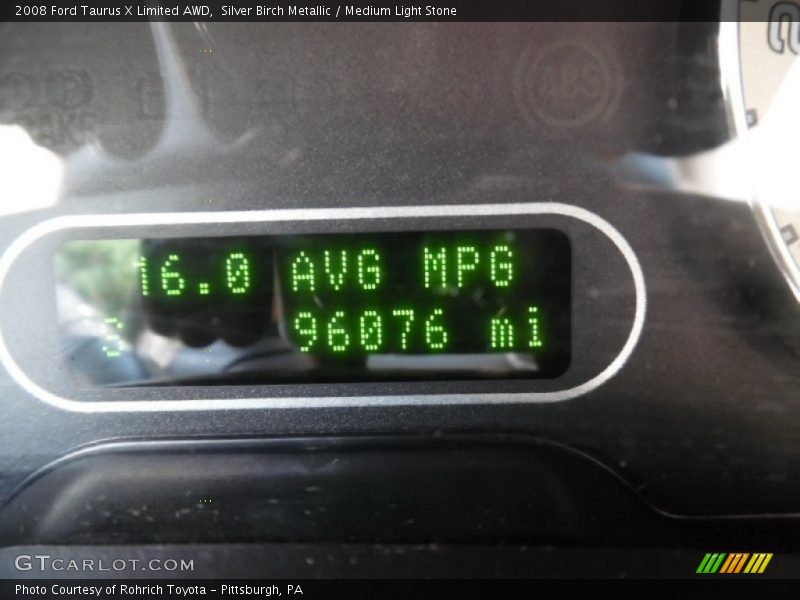 2008 Ford Taurus X Limited AWD,  Silver Birch Metallic / Medium Light Stone
ABS
16.0 AVG MPG
S 96076 mi
GTCARLOT.COM
Photo Courtesy of Rohrich Toyota - Pittsburgh, PA